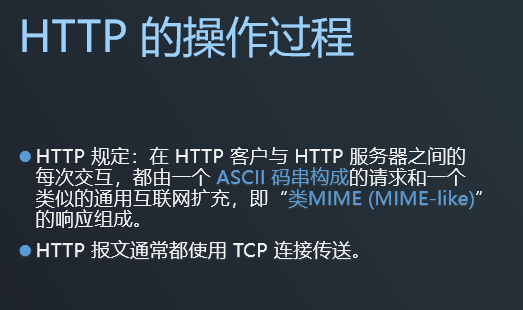 HTTP 的操作过程
HTTP 规定：在 HTTP 客户与 HTTP 服务器之间的
每次交互，都由一个 ASCII 码串构成的请求和一个
类似的通用互联网扩充，即“类MIME (MIME-like)”
的响应组成。
HTTP 报文通常都使用 TCP 连接传送。